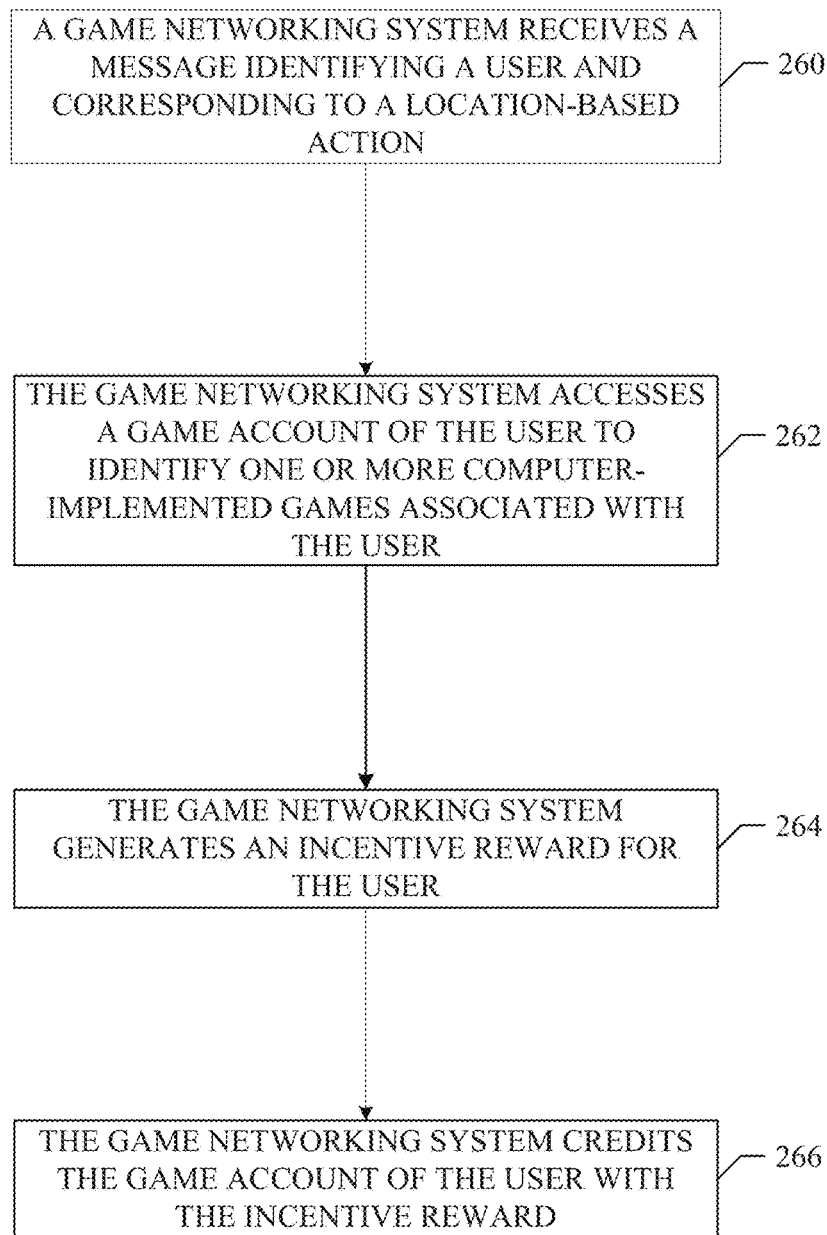 A GAME NETWORKING SYSTEM RECEIVES A
MESSAGE IDENTIFYING A USER AND
CORRESPONDING TO A LOCATION-BASED
ACTION
260
THE GAME NETWORKING SYSTEM ACCESSES
A GAME ACCOUNT OF THE USER TO
IDENTIFY ONE OR MORE COMPUTER-
IMPLEMENTED GAMES ASSOCIATED WITH
THE USER
262
THE GAME NETWORKING SYSTEM
GENERATES AN INCENTIVE REWARD FOR
THE USER
264
THE GAME NETWORKING SYSTEM CREDITS
THE GAME ACCOUNT OF THE USER WITH
THE INCENTIVE REWARD
266